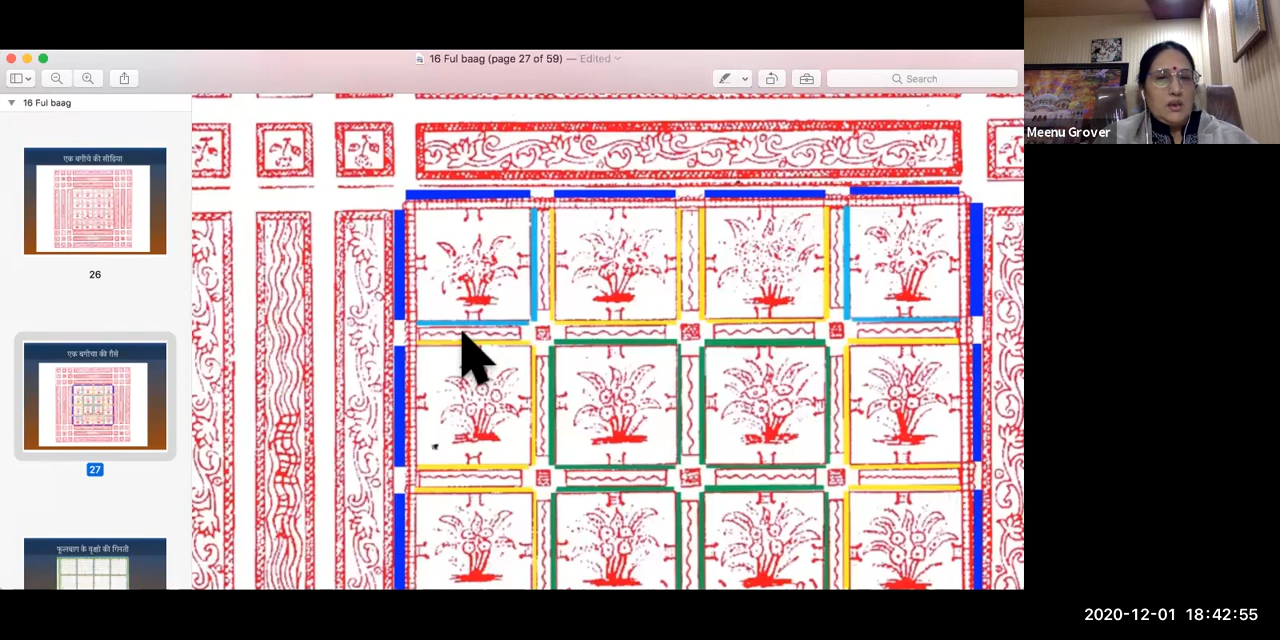 16 Ful baag (page 27 of 59) — Edited
Search
16 Ful baag
एक बगीचे की सीढ़िया
26
एक बगीचा की रौंसे
27
फूलबाग के वृक्षो की गिनती
Meenu Grover
2020-12-01 18:42:55